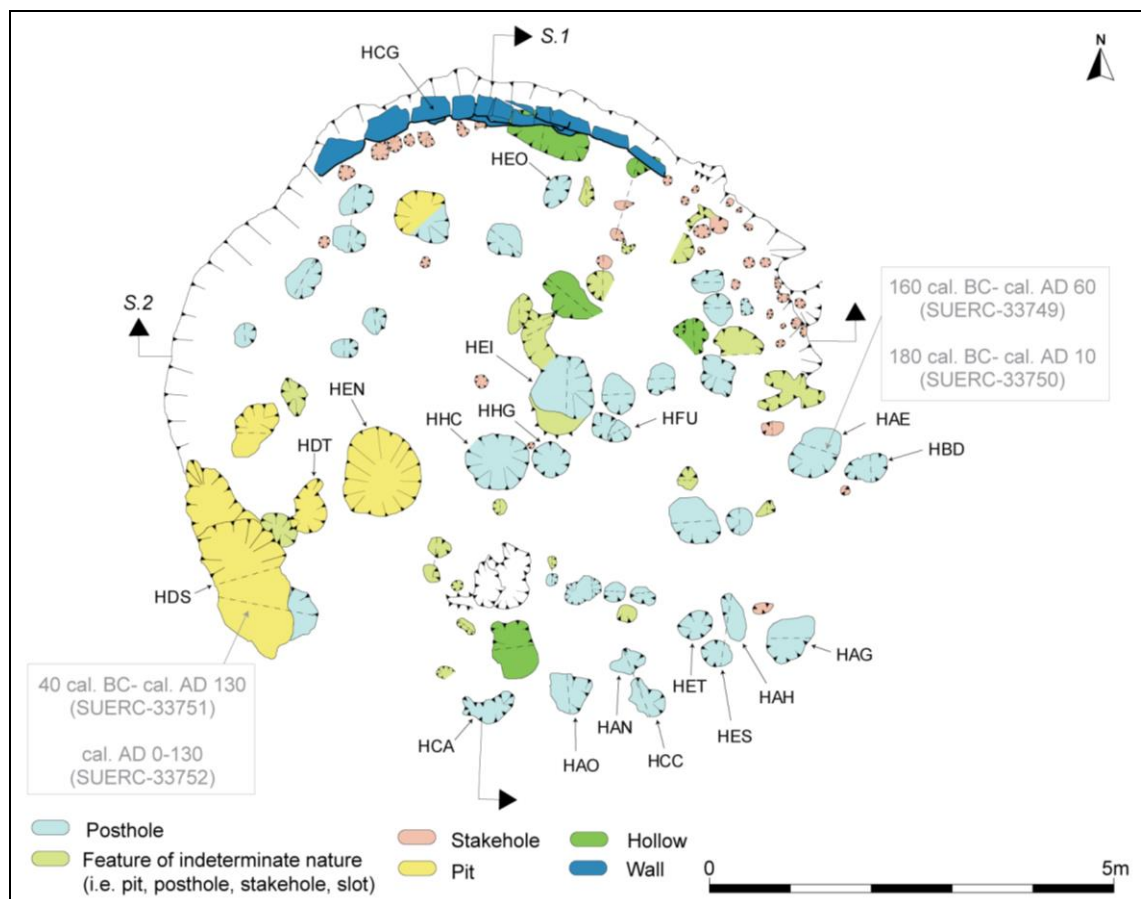 S.1
N
HCG
HEO
S.2
160 cal. BC- cal. AD 60
(SUERC-33749)
180 cal. BC- cal. AD 10
(SUERC-33750)
HEI
HEN
HHG
HAE
HHC
HFU
HBD
HDT
HDS
HAG
40 cal. BC- cal. AD 130
(SUERC-33751)
cal. AD 0-130
(SUERC-33752)
HET
HAH
HAN
HES
HCA
HCC
HAO
Posthole
Feature of indeterminate nature
(i.e. pit, posthole, stakehole, slot)
Stakehole
Pit
Hollow
Wall
0
5m